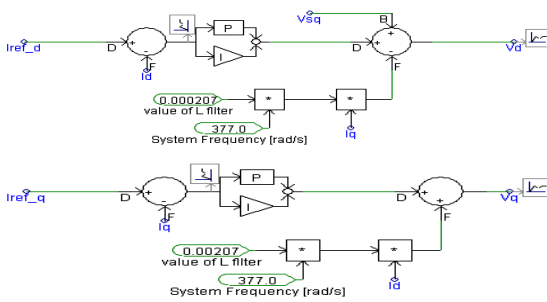 Vsq
B
P
Iref_d
D
+
-
F
Id
I
D
+
+
+
F
Vd
0.000207
value of L filter
*
*
377.0
System Frequency [rad/s]
Iq
P
Iref_q
D
+
-
F
Iq
I
D
+
+
F
Vq
0.00207
value of L filter
*
*
377.0
System Frequency [rad/s]
Id